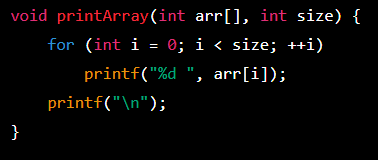 void printArray(int arr[], int size) {
    for (int i = 0; i < size; ++i)
        printf("%d ", arr[i]);
    printf("\n");
}